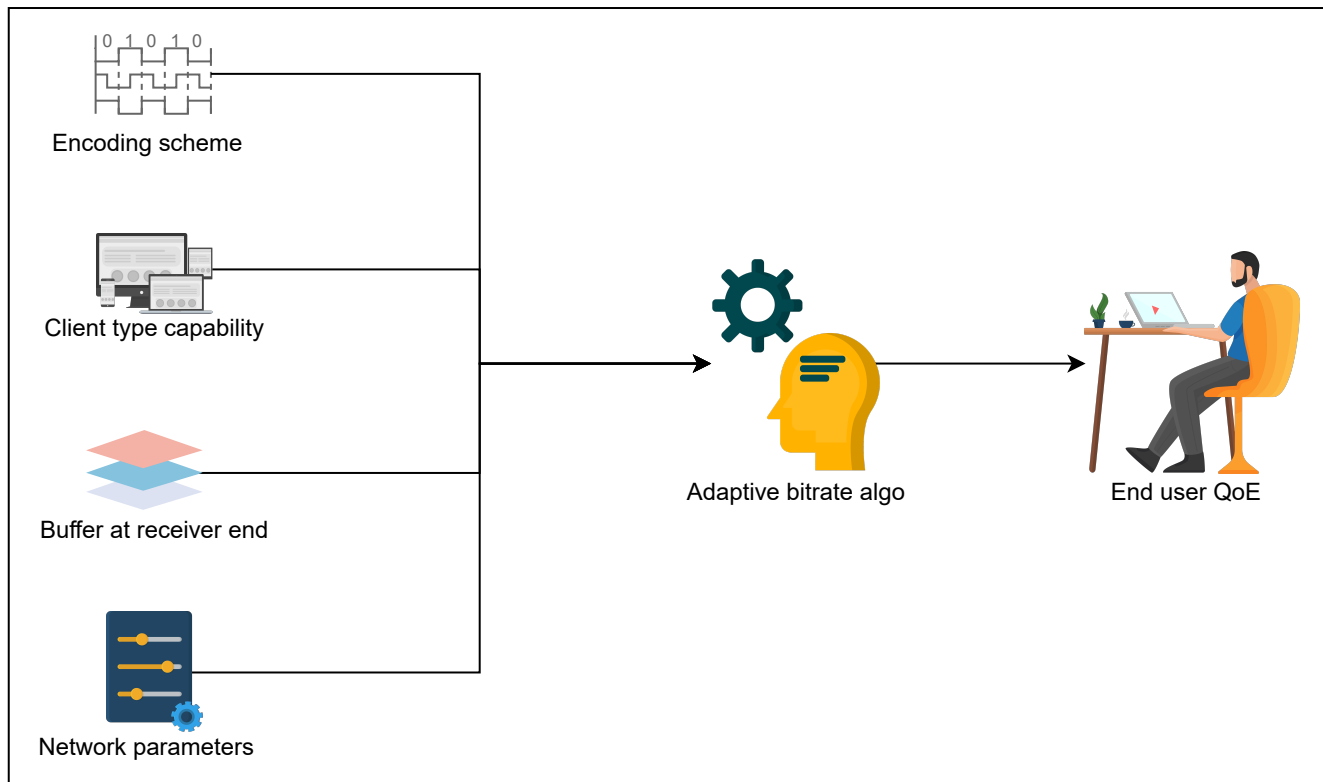 0 1 0 1 0
Encoding scheme
Client type capability
Buffer at receiver end
Network parameters
Adaptive bitrate algo
End user QoE